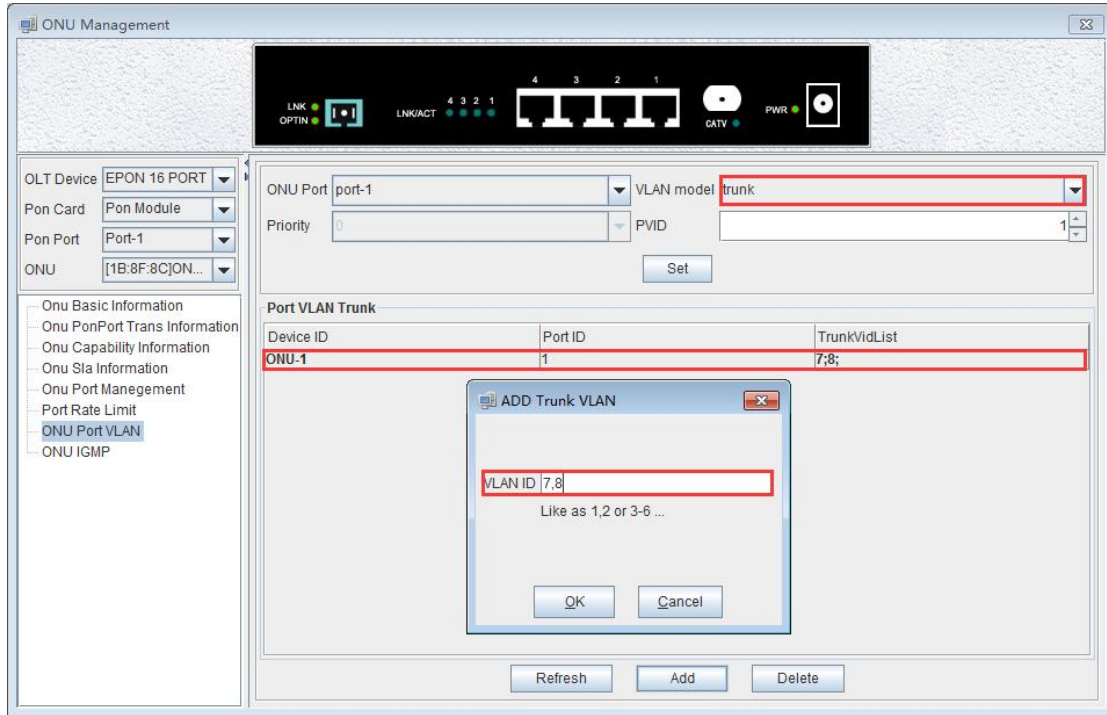 ONU Management
4 3 2 1
LNK
OPTIN
LNK/ACT
4 3 2 1
CATV
PWR
OLT Device EPON 16 PORT
Pon Card Pon Module
Pon Port Port-1
ONU [1B:8F:8C]ON...
Onu Basic Information
Onu PonPort Trans Information
Onu Capability Information
Onu Sla Information
Onu Port Manegement
Port Rate Limit
ONU Port VLAN
ONU IGMP
ONU Port port-1 VLAN model trunk
Priority 0 PVID 1
Set
Port VLAN Trunk
Device ID Port ID TrunkVidList
ONU-1 1 7;8;
ADD Trunk VLAN
VLAN ID 7,8
Like as 1,2 or 3-6 ...
OK Cancel
Refresh Add Delete